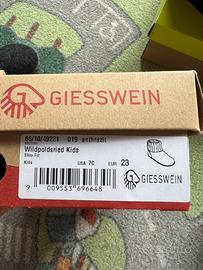 GIESSWEIN
68/10/49221 019 anthrazit
Wildpoldsried Kids
Slim Fit
Kids USA 7C EUR 23
9 009553 696648
GIESSWEIN